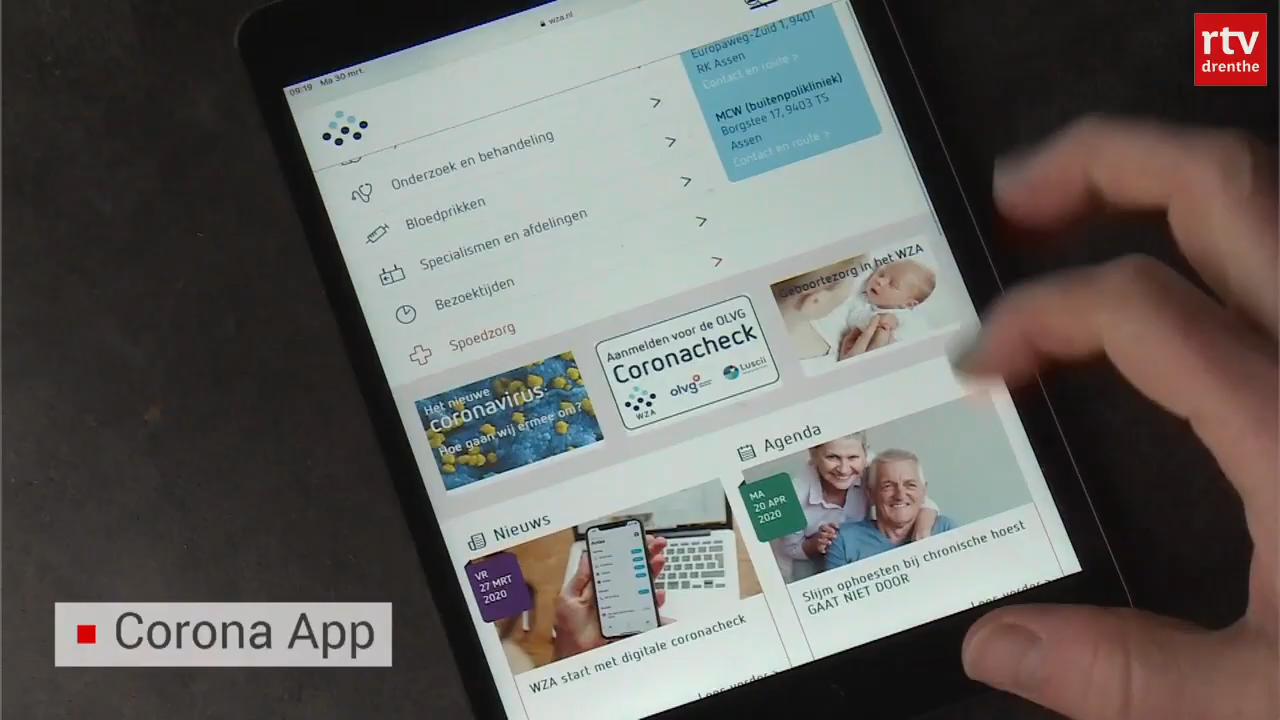 rtv
drenthe
wza.nl
09:19 Ma 30 mrt.
Europaweg-Zuid 1, 9401
RK Assen
Contact en route >
MCW (buitenpolikliniek)
Borgstee 17, 9403 TS
Assen
Contact en route >
Onderzoek en behandeling
Bloedprikken
Specialismen en afdelingen
Bezoektijden
Spoedzorg
Het nieuwe
coronavirus:
Hoe gaan wij ermee om?
Aanmelden voor de OLVG
Coronacheck
WZA
olvg
Luscii
Geboortezorg in het WZA
Nieuws
VR
27 MRT
2020
WZA start met digitale coronacheck
Lees verder >
Agenda
MA
20 APR
2020
Slijm ophoesten bij chronische hoest
GAAT NIET DOOR
Lees verder >
Corona App